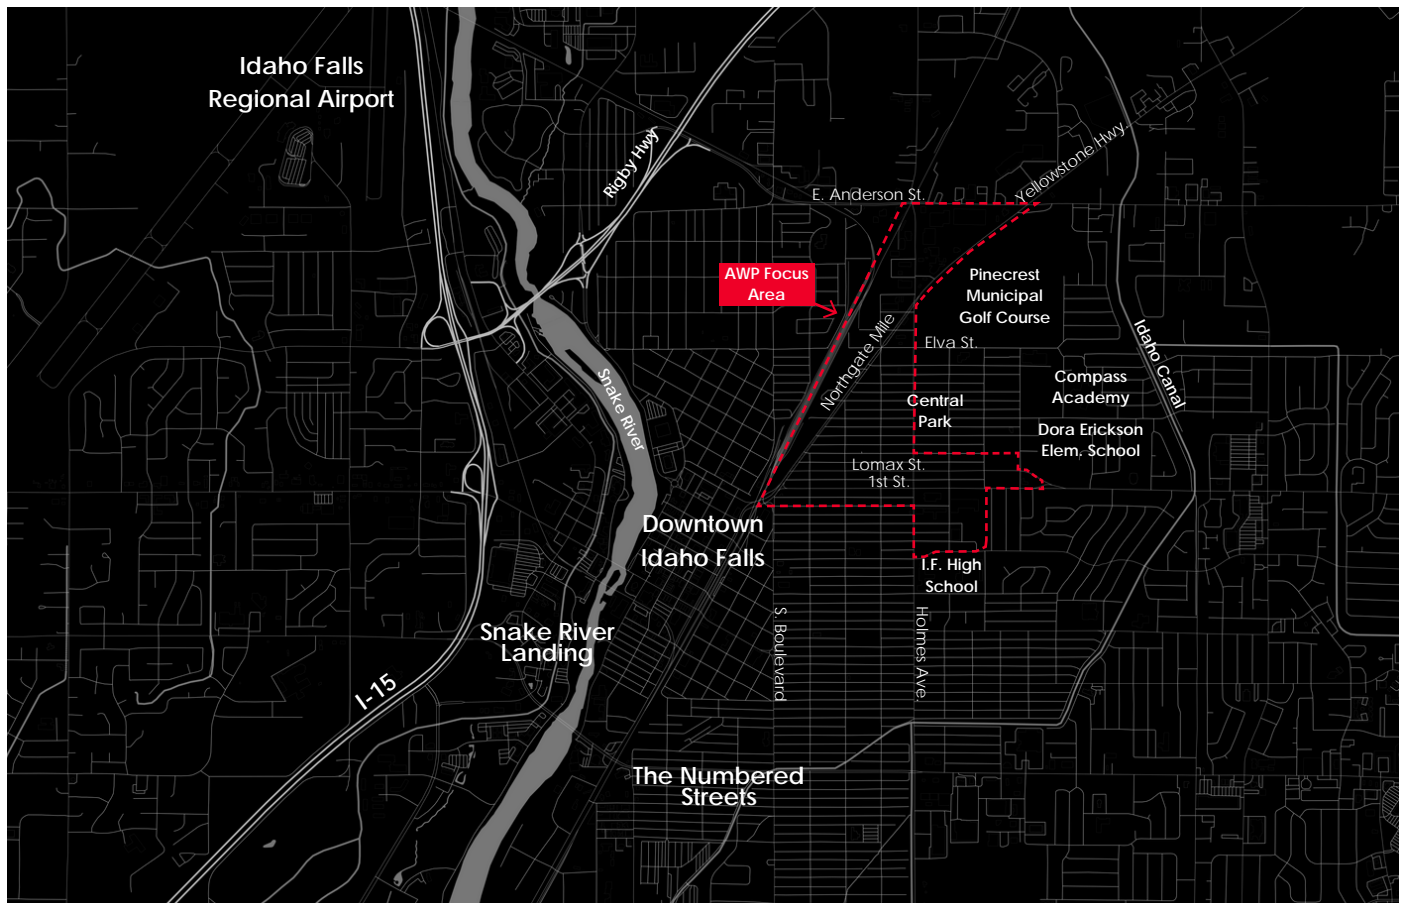 Idaho Falls
Regional Airport
Rigby Hwy
E. Anderson St.
Yellowstone Hwy.
AWP Focus
Area
Pinecrest
Municipal
Golf Course
Northgate Mile
Elva St.
Idaho Canal
Snake River
Compass
Academy
Central
Park
Dora Erickson
Elem. School
Lomax St.
1st St.
Downtown
Idaho Falls
I.F. High
School
Snake River
Landing
S. Boulevard
Holmes Ave.
I-15
The Numbered
Streets